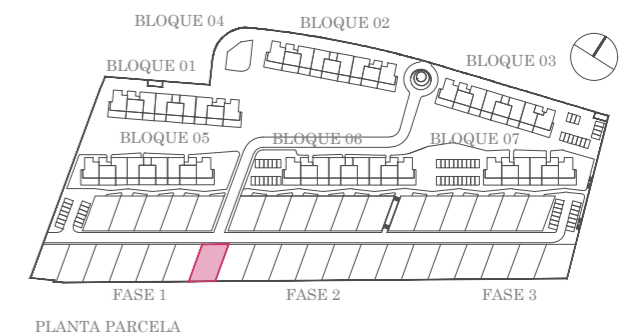 BLOQUE 04
BLOQUE 02
BLOQUE 01
BLOQUE 03
BLOQUE 05
BLOQUE 06
BLOQUE 07
FASE 1
FASE 2
FASE 3
PLANTA PARCELA